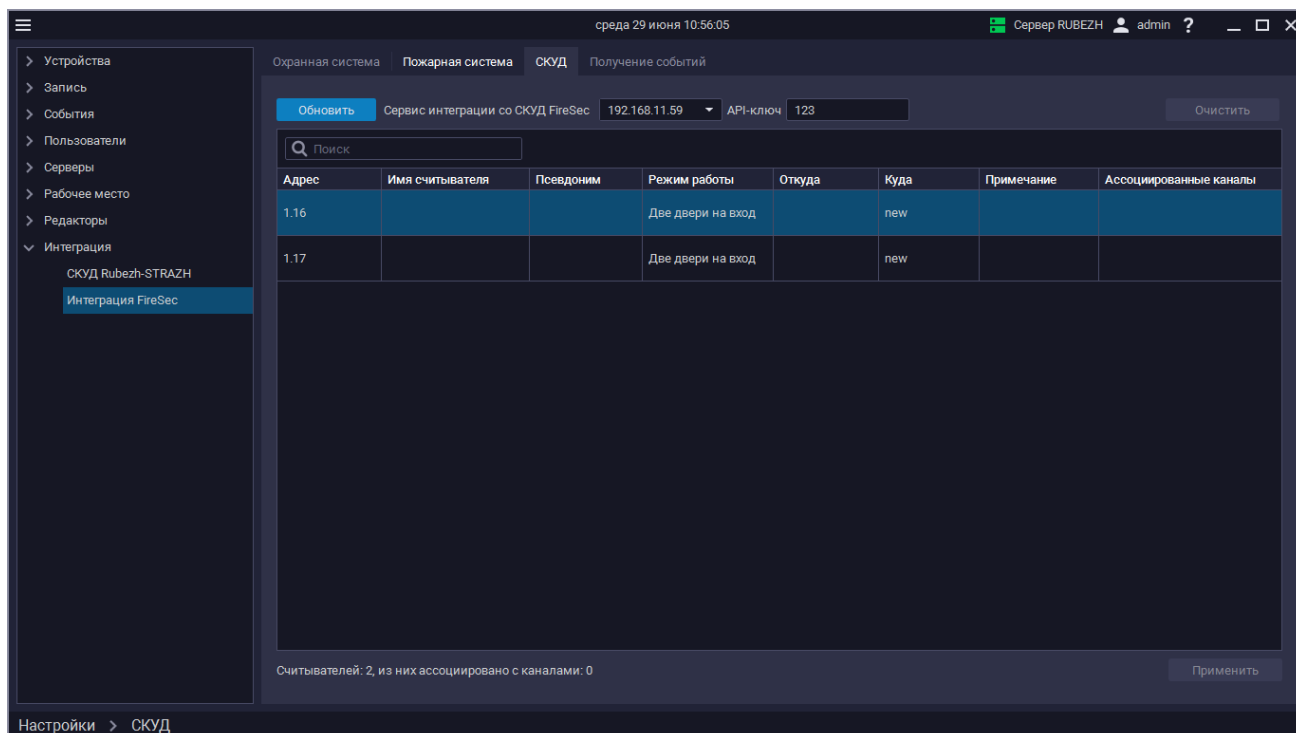 среда 29 июня 10:56:05 Сервер RUBEZH admin ?
Устройства
Запись
События
Пользователи
Серверы
Рабочее место
Редакторы
Интеграция
СКУД Rubezh-STRAZH
Интеграция FireSec
Охранная система Пожарная система СКУД Получение событий
Обновить Сервис интеграции со СКУД FireSec 192.168.11.59 API-ключ 123 Очистить
Поиск
Адрес Имя считывателя Псевдоним Режим работы Откуда Куда Примечание Ассоциированные каналы
1.16 Две двери на вход new
1.17 Две двери на вход new
Считывателей: 2, из них ассоциировано с каналами: 0 Применить
Настройки > СКУД